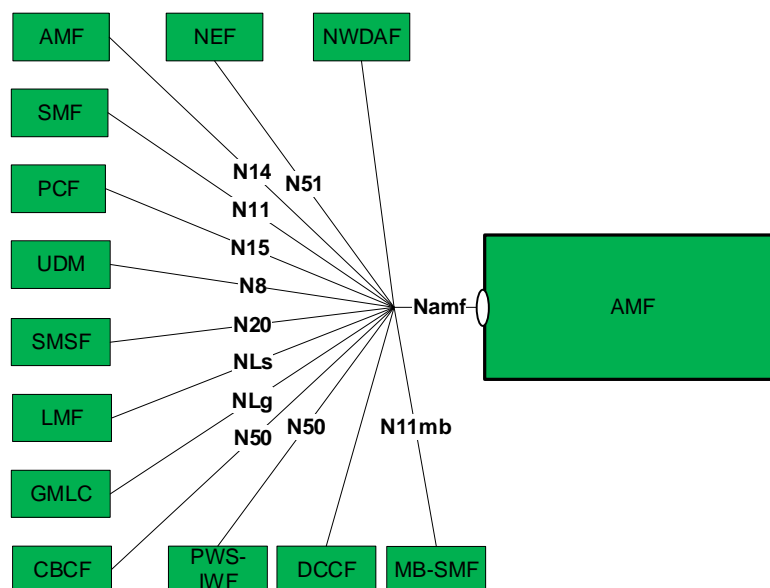 AMF
NEF
NWDAF
SMF
N14
N51
PCF
N11
N15
UDM
N8
Namf
AMF
SMSF
N20
NLs
LMF
NLg
N50
N50
N11mb
GMLC
CBCF
PWS-
IWF
DCCF
MB-SMF